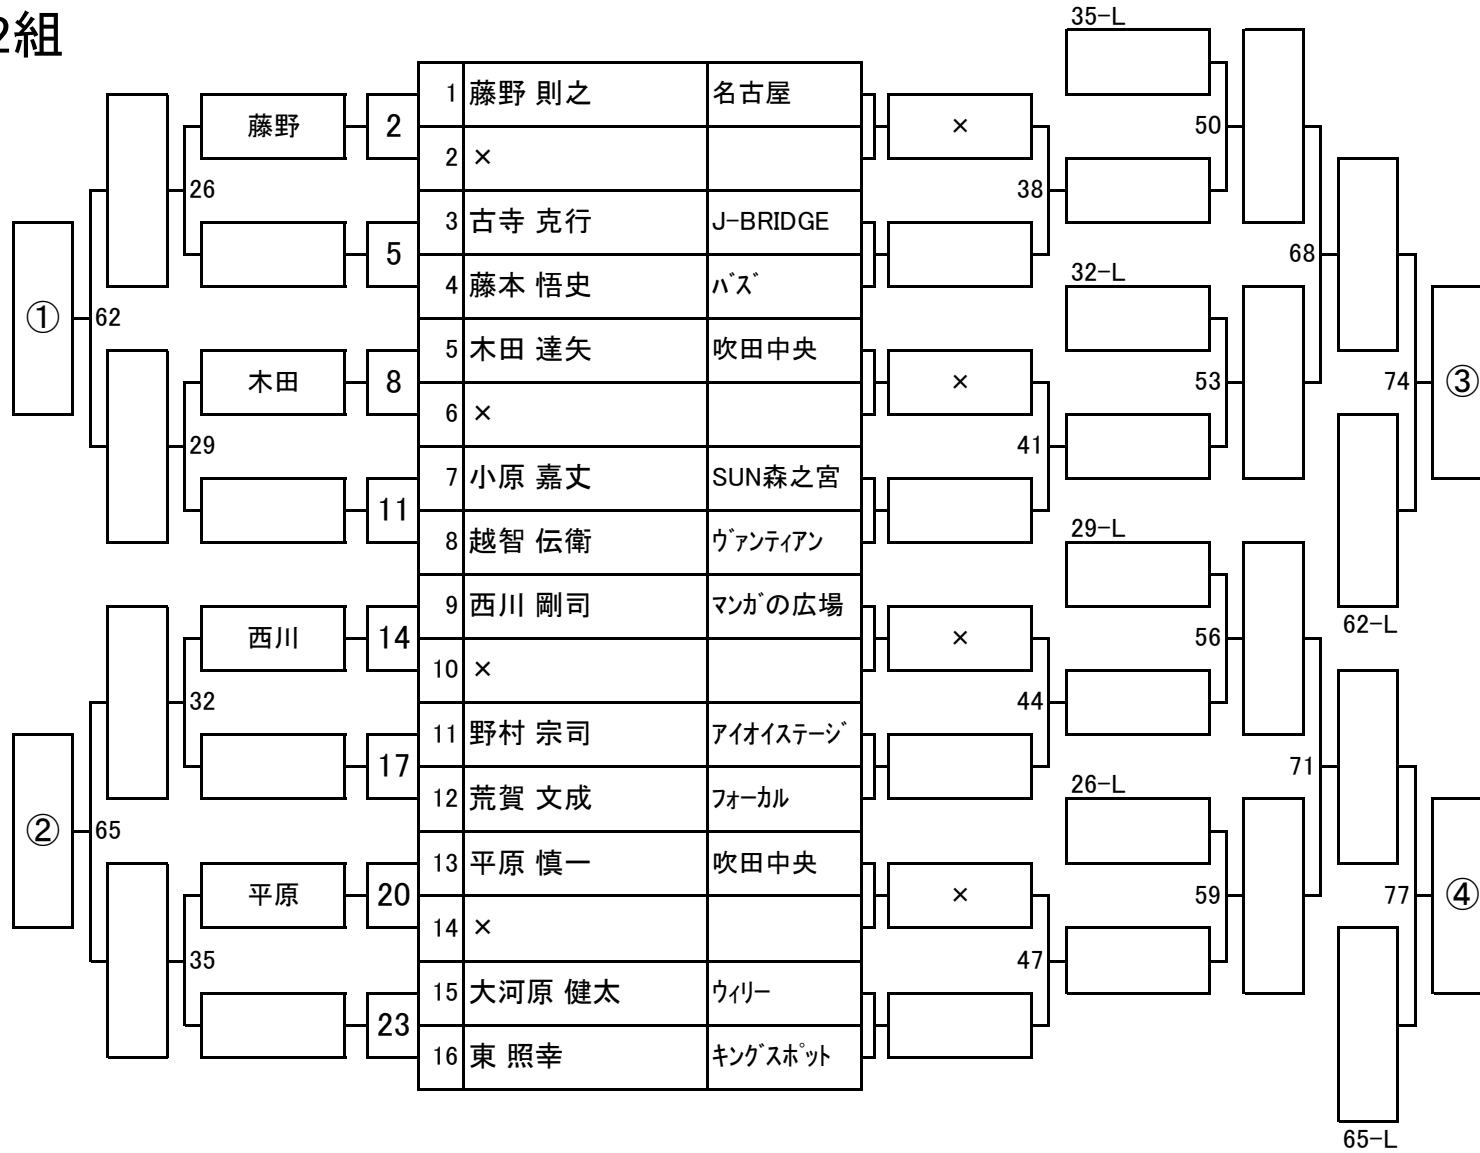 2組
35-L
1 藤野 則之 名古屋
藤野 2 × 50
2 ×
26 38
3 古寺 克行 J-BRIDGE
5 68
4 藤本 悟史 バズ 32-L
① 62 ③
5 木田 達矢 吹田中央
木田 8 × 53 74
6 ×
29 41
7 小原 嘉丈 SUN森之宮
11
8 越智 伝衛 ヴァンティアン 29-L
9 西川 剛司 マンガの広場
62-L
西川 14 × 56
10 ×
32 44
11 野村 宗司 アイオイステージ
17 71
12 荒賀 文成 フォーカル 26-L
② 65
13 平原 慎一 吹田中央
平原 20 × 59 77 ④
14 ×
35 47
15 大河原 健太 ウィリー
23
16 東 照幸 キングスポット
65-L